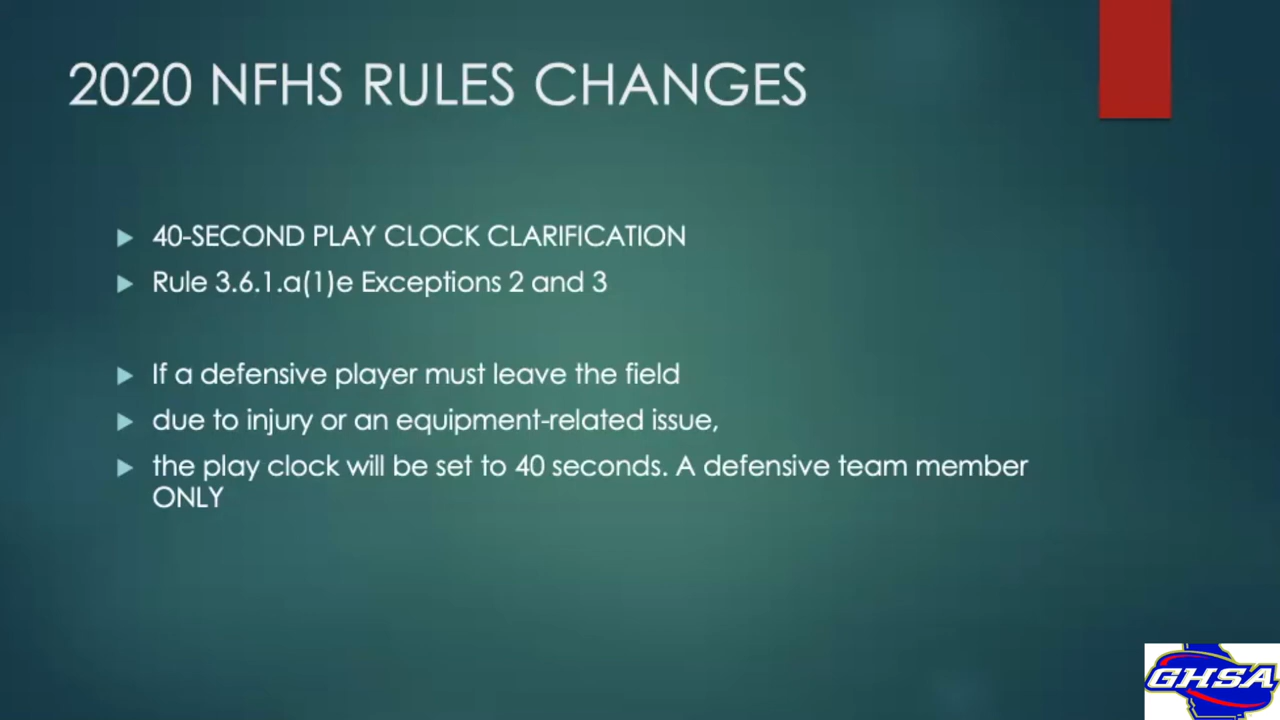 2020 NFHS RULES CHANGES
40-SECOND PLAY CLOCK CLARIFICATION
Rule 3.6.1.a(1)e Exceptions 2 and 3
If a defensive player must leave the field
due to injury or an equipment-related issue,
the play clock will be set to 40 seconds. A defensive team member
ONLY
GHSA